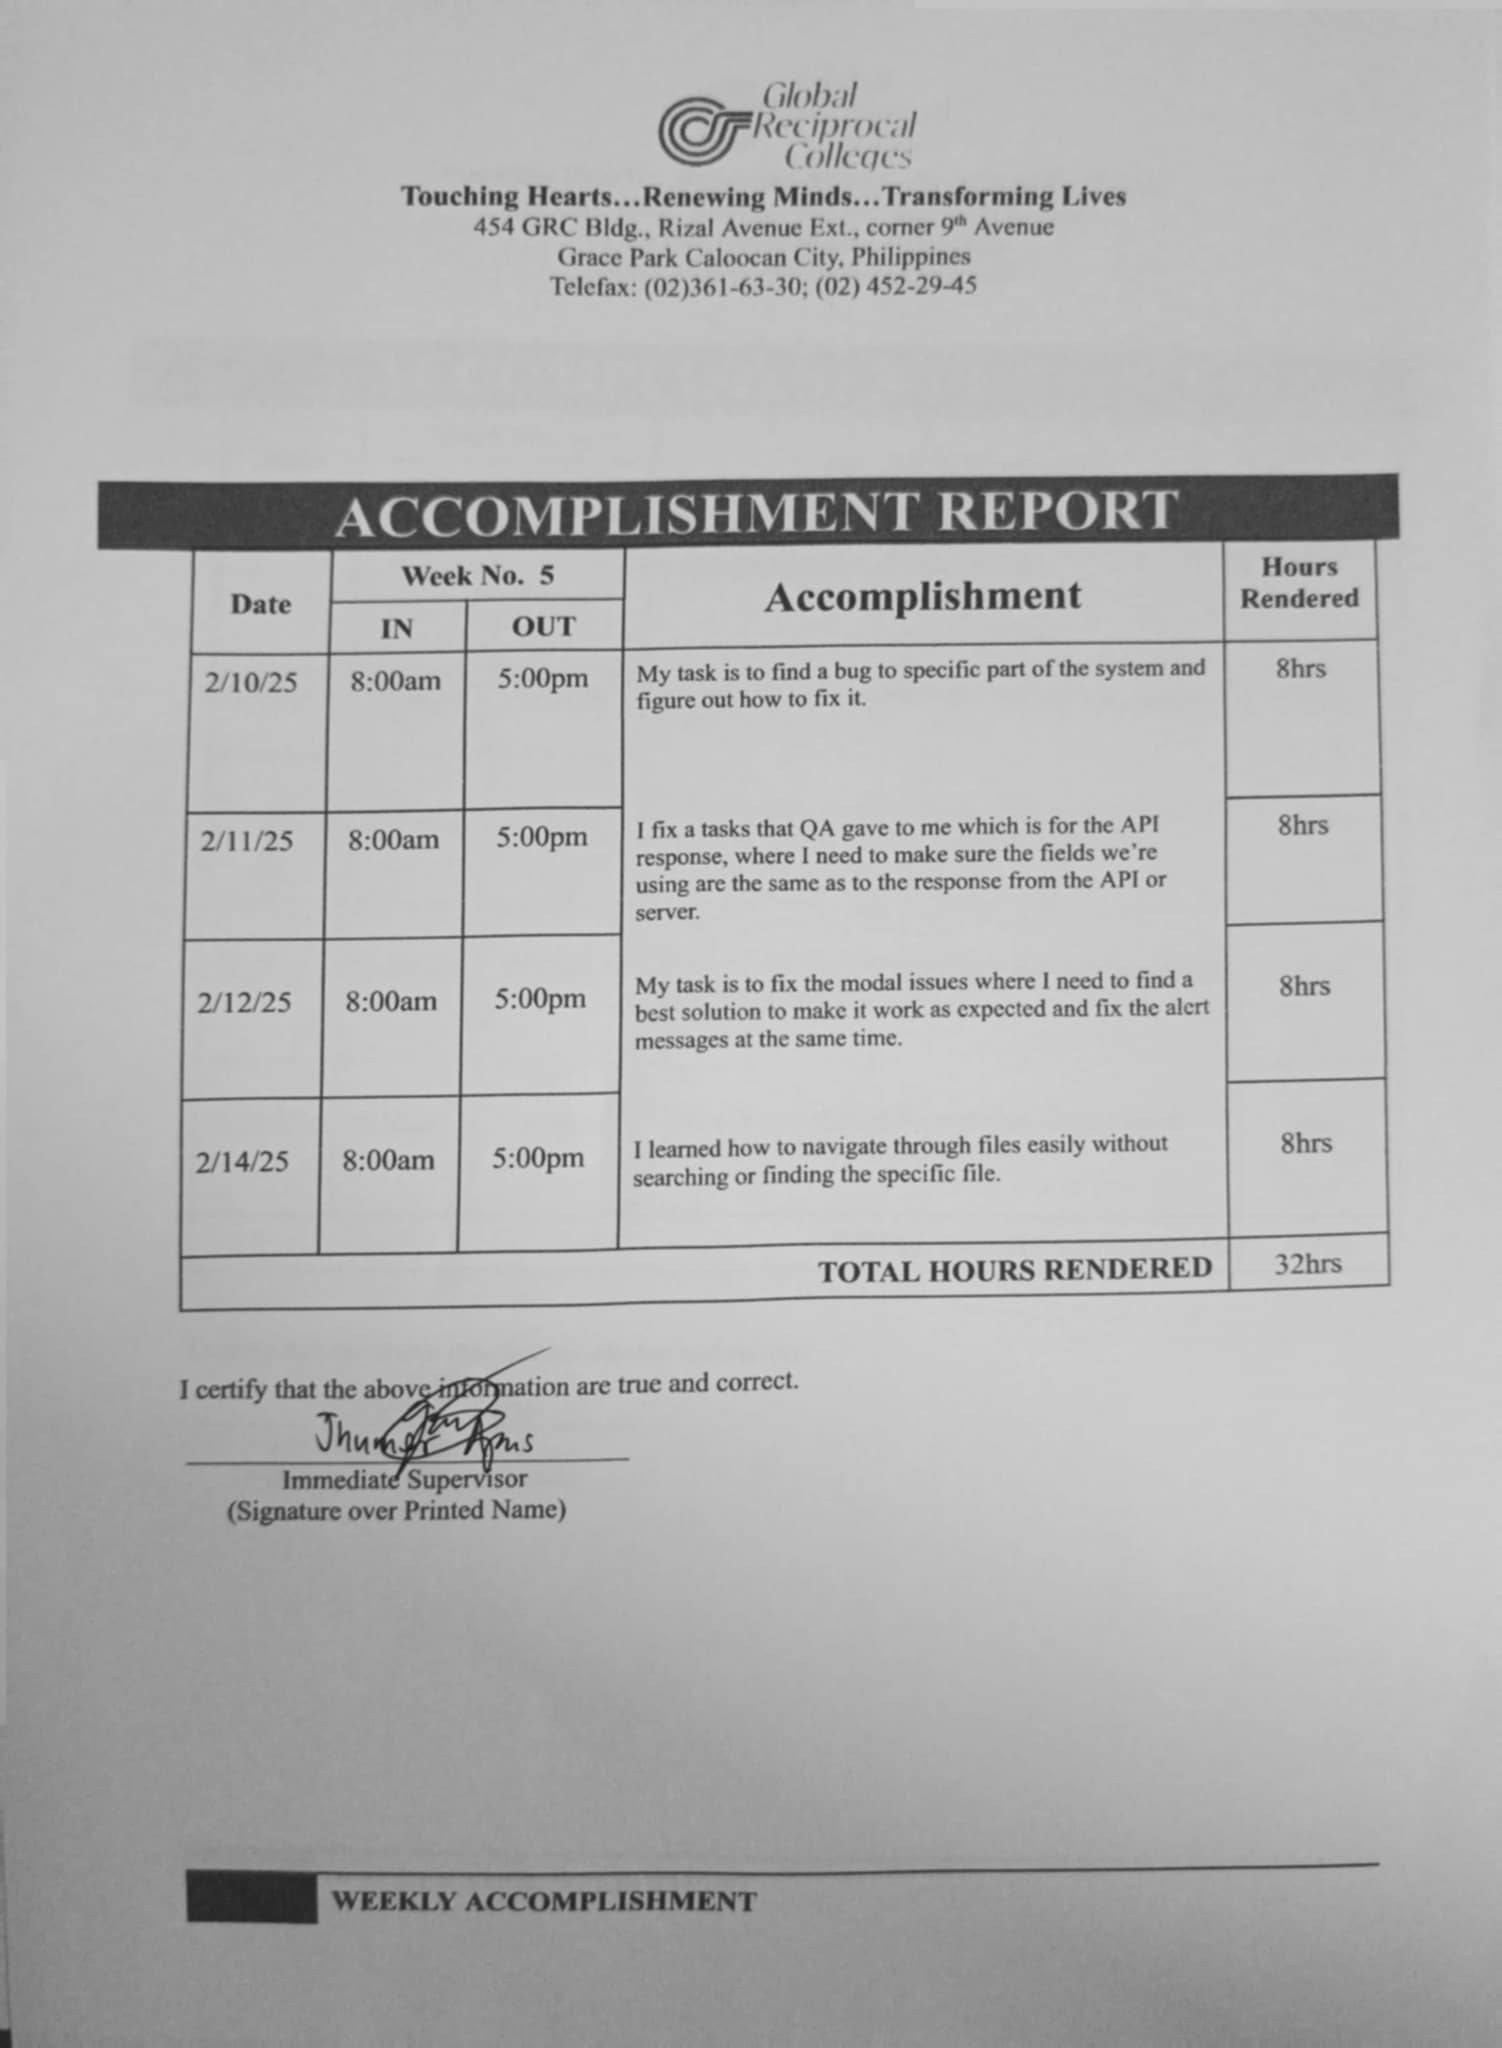 Global
Reciprocal
Colleges
Touching Hearts...Renewing Minds...Transforming Lives
454 GRC Bldg., Rizal Avenue Ext., corner 9th Avenue
Grace Park Caloocan City, Philippines
Telefax: (02)361-63-30; (02) 452-29-45
ACCOMPLISHMENT REPORT
Date
Week No. 5
IN
OUT
Accomplishment
Hours
Rendered
2/10/25
8:00am
5:00pm
My task is to find a bug to specific part of the system and
figure out how to fix it.
8hrs
2/11/25
8:00am
5:00pm
I fix a tasks that QA gave to me which is for the API
response, where I need to make sure the fields we're
using are the same as to the response from the API or
server.
8hrs
2/12/25
8:00am
5:00pm
My task is to fix the modal issues where I need to find a
best solution to make it work as expected and fix the alert
messages at the same time.
8hrs
2/14/25
8:00am
5:00pm
I learned how to navigate through files easily without
searching or finding the specific file.
8hrs
TOTAL HOURS RENDERED
32hrs
I certify that the above information are true and correct.
Immediate Supervisor
(Signature over Printed Name)
WEEKLY ACCOMPLISHMENT